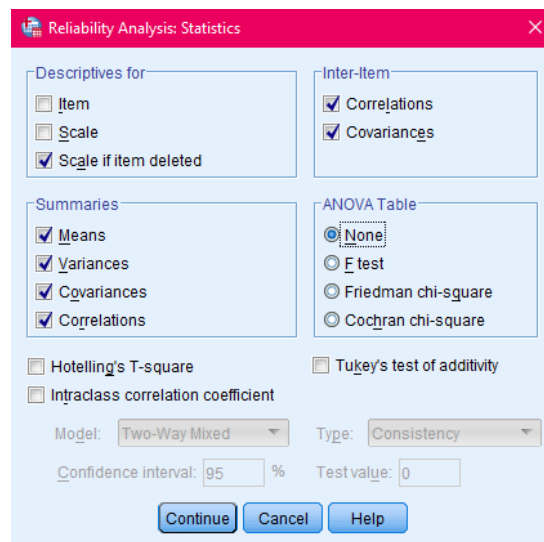 Reliability Analysis: Statistics
Descriptives for
Item
Scale
Scale if item deleted
Inter-Item
Correlations
Covariances
Summaries
Means
Variances
Covariances
Correlations
ANOVA Table
None
F test
Friedman chi-square
Cochran chi-square
Hotelling's T-square
Tukey's test of additivity
Intraclass correlation coefficient
Model: Two-Way Mixed Type: Consistency
Confidence interval: 95 % Test value: 0
Continue Cancel Help